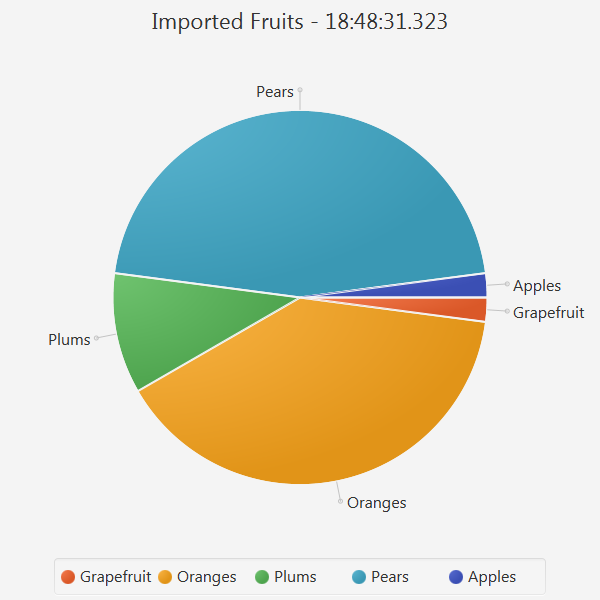 Imported Fruits - 18:48:31.323
Pears
Apples
Grapefruit
Plums
Oranges
Grapefruit Oranges Plums Pears Apples